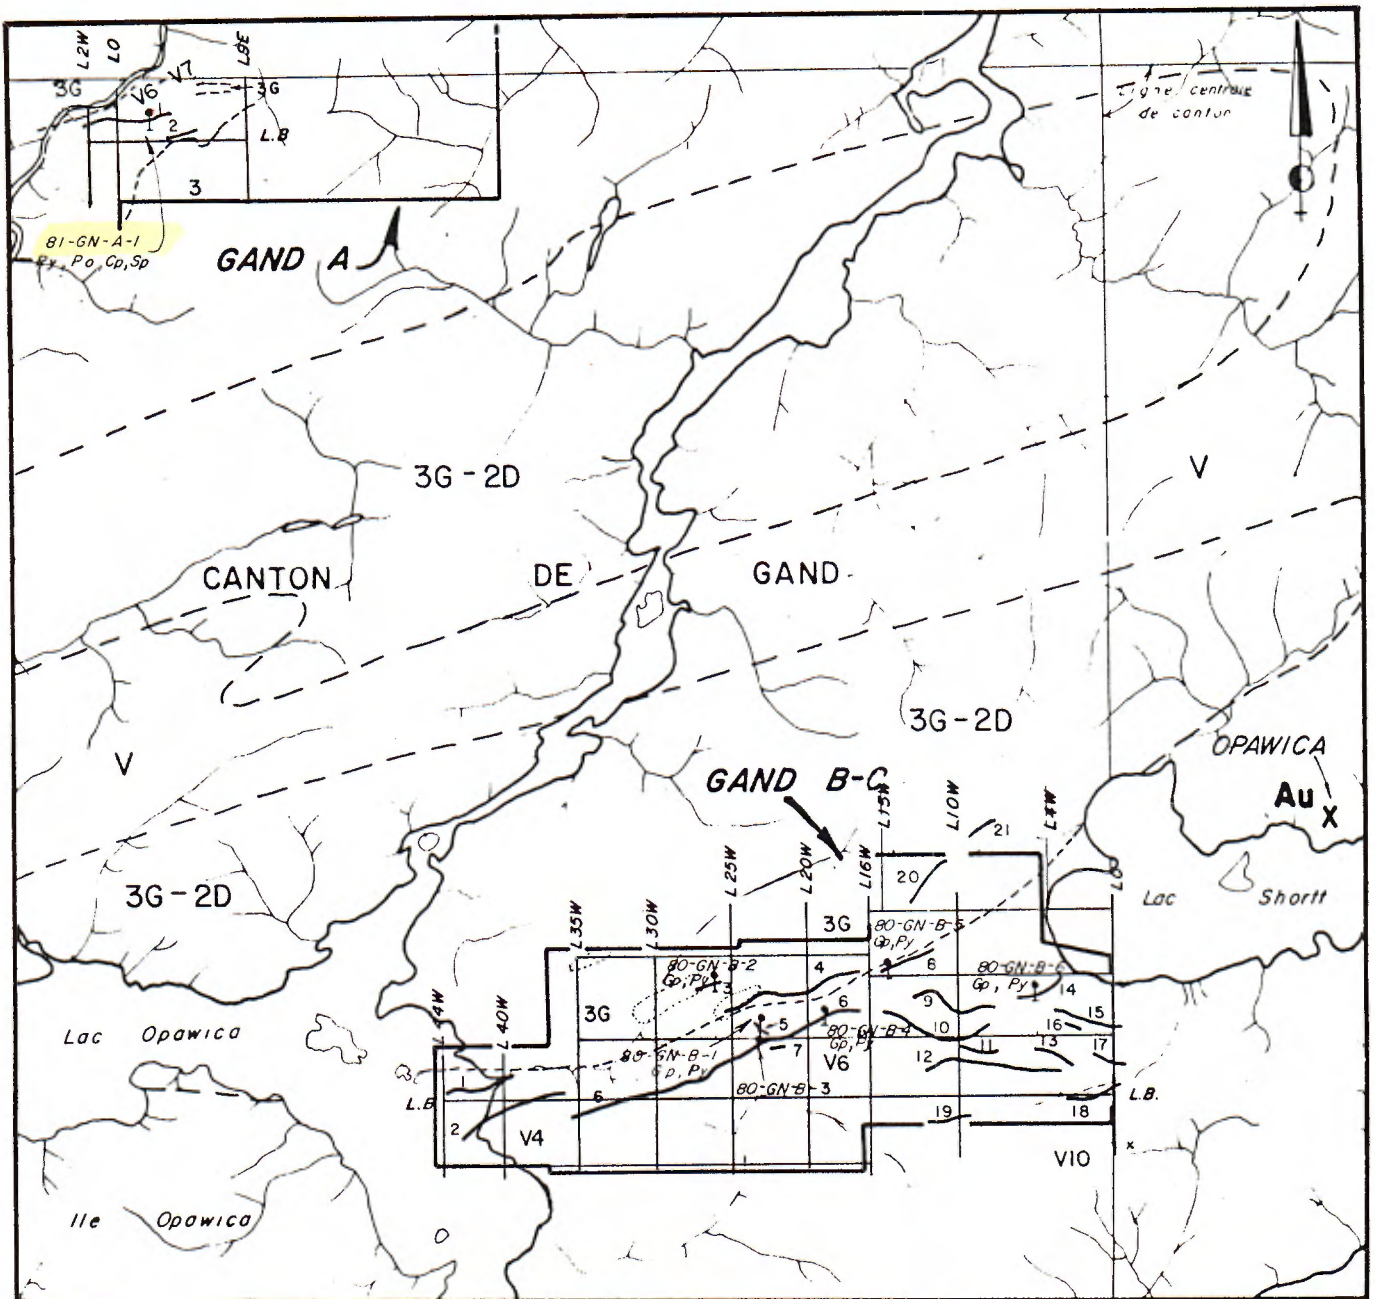 L2W
L0
L8E
3G
V6
V7
3G
1
2
L.B
3
81-GN-A-1
Py, Po Cp,Sp
GAND A
Ligne centrale
de canton
3G-2D
V
CANTON DE GAND
3G-2D
V
OPAWICA
Au X
GAND B-C
3G-2D
L15W
L10W
L4W
21
L25W
L20W
L16W
L0
20
Lac Shortt
L35W
L30W
3G
80-GN-B-5
Gp,Py
80-GN-B-2
Gp,Py
3
4
8
80-GN-B-6
Gp, Py
14
3G
6
9
15
5
80-GN-B-4
Gp,Py
10
16
Lac Opawica
L44W
L40W
80-GN-B-1
Gp, Py
7
V6
11
13
17
12
1
6
80-GN-B-3
L.B
L.B.
2
V4
19
18
V10
x
Ile Opawica